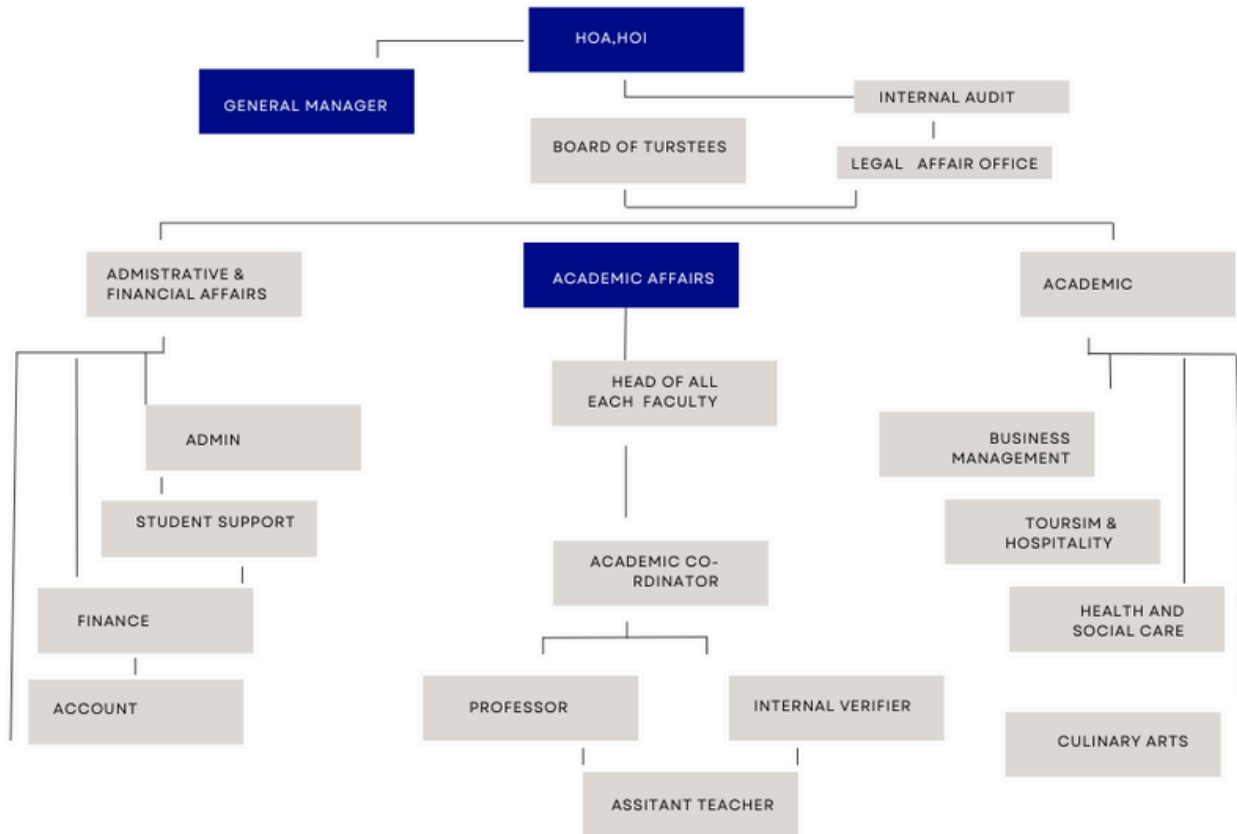 HOA,HOI
GENERAL MANAGER
INTERNAL AUDIT
BOARD OF TURSTEES
LEGAL AFFAIR OFFICE
ADMISTRATIVE &
FINANCIAL AFFAIRS
ACADEMIC AFFAIRS
ACADEMIC
HEAD OF ALL
EACH FACULTY
ADMIN
BUSINESS
MANAGEMENT
STUDENT SUPPORT
TOURSIM &
HOSPITALITY
ACADEMIC CO-
RDINATOR
FINANCE
HEALTH AND
SOCIAL CARE
ACCOUNT
PROFESSOR
INTERNAL VERIFIER
CULINARY ARTS
ASSITANT TEACHER